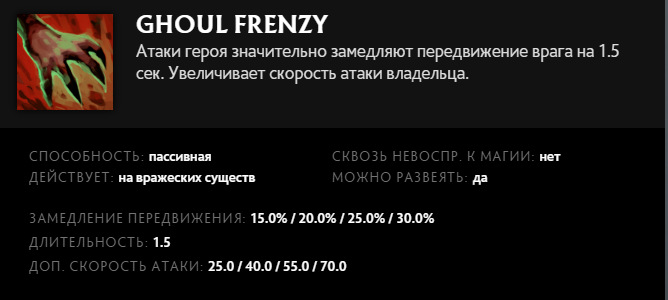 GHOUL FRENZY
Атаки героя значительно замедляют передвижение врага на 1.5
сек. Увеличивает скорость атаки владельца.
СПОСОБНОСТЬ: пассивная
СКВОЗЬ НЕВОСПР. К МАГИИ: нет
ДЕЙСТВУЕТ: на вражеских существ
МОЖНО РАЗВЕЯТЬ: да
ЗАМЕДЛЕНИЕ ПЕРЕДВИЖЕНИЯ: 15.0% / 20.0% / 25.0% / 30.0%
ДЛИТЕЛЬНОСТЬ: 1.5
ДОП. СКОРОСТЬ АТАКИ: 25.0 / 40.0 / 55.0 / 70.0